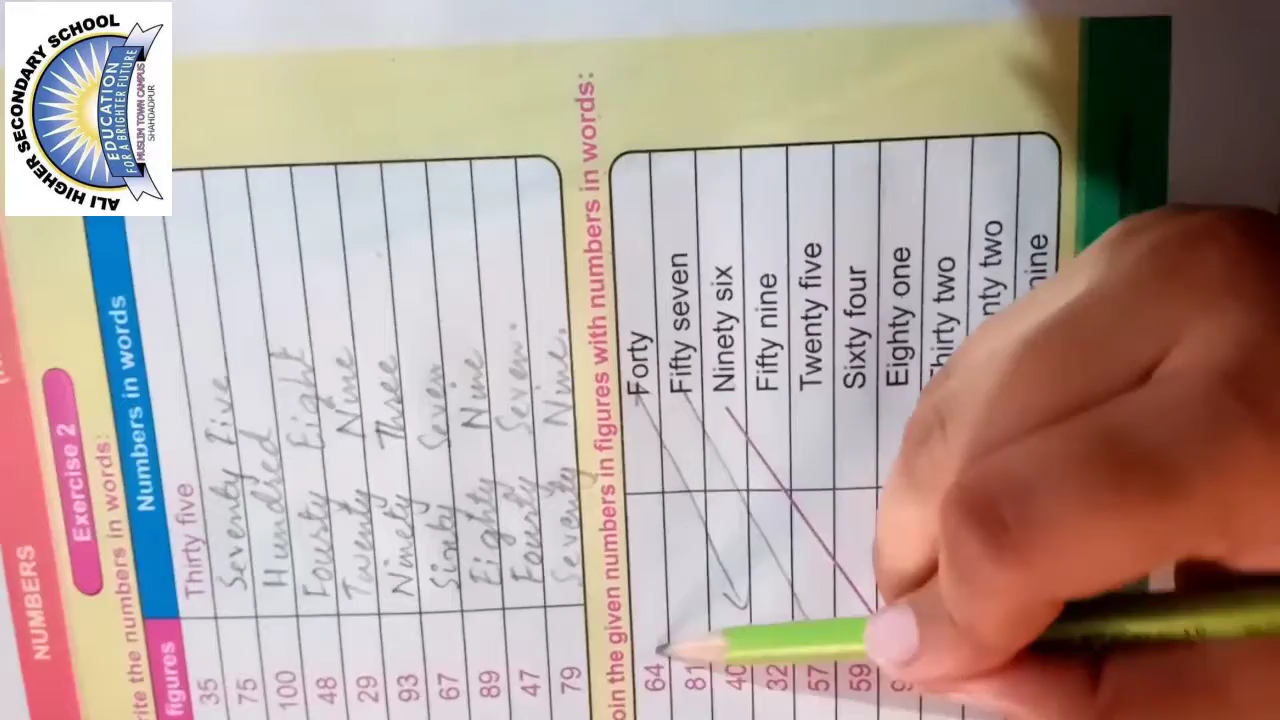 ALI HIGHER SECONDARY SCHOOL
EDUCATION
FOR A BRIGHTER FUTURE
MUSLIM TOWN CAMPUS
SHAHDADPUR
NUMBERS
Exercise 2
the numbers in words:
figures Numbers in words
35 Thirty five
75 Seventy Five
100 Hundred
48 Fourty Eight
29 Twenty Nine
93 Ninety Three
67 Sixty Seven
89 Eighty Nine
47 Fourty Seven.
79 Seventy Nine.
the given numbers in figures with numbers in words:
64 Forty
81 Fifty seven
40 Ninety six
32 Fifty nine
57 Twenty five
59 Sixty four
Eighty one
Thirty two
two
nine